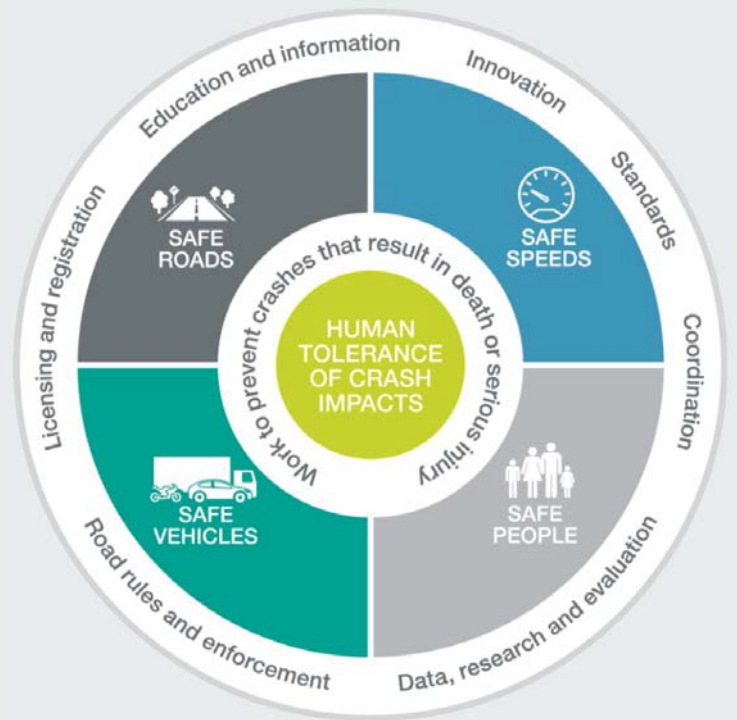 Education and information
Innovation
Standards
Coordination
Data, research and evaluation
Road rules and enforcement
Licensing and registration
SAFE
ROADS
SAFE
SPEEDS
SAFE
VEHICLES
SAFE
PEOPLE
Work to prevent crashes that result in death or serious injury
HUMAN
TOLERANCE
OF CRASH
IMPACTS